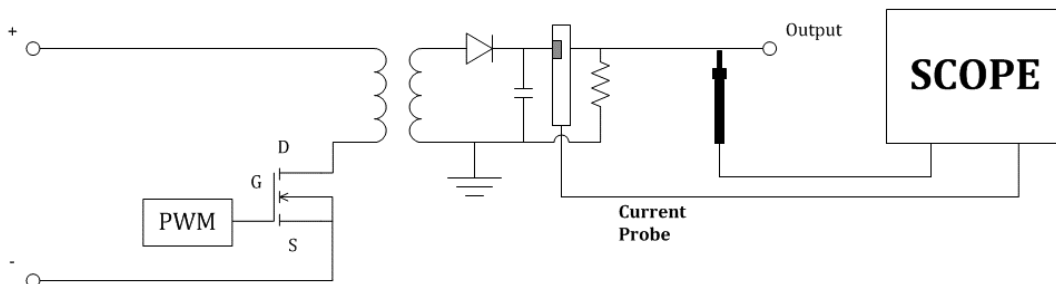 +
Output
SCOPE
D
G
PWM
S
Current
Probe
-